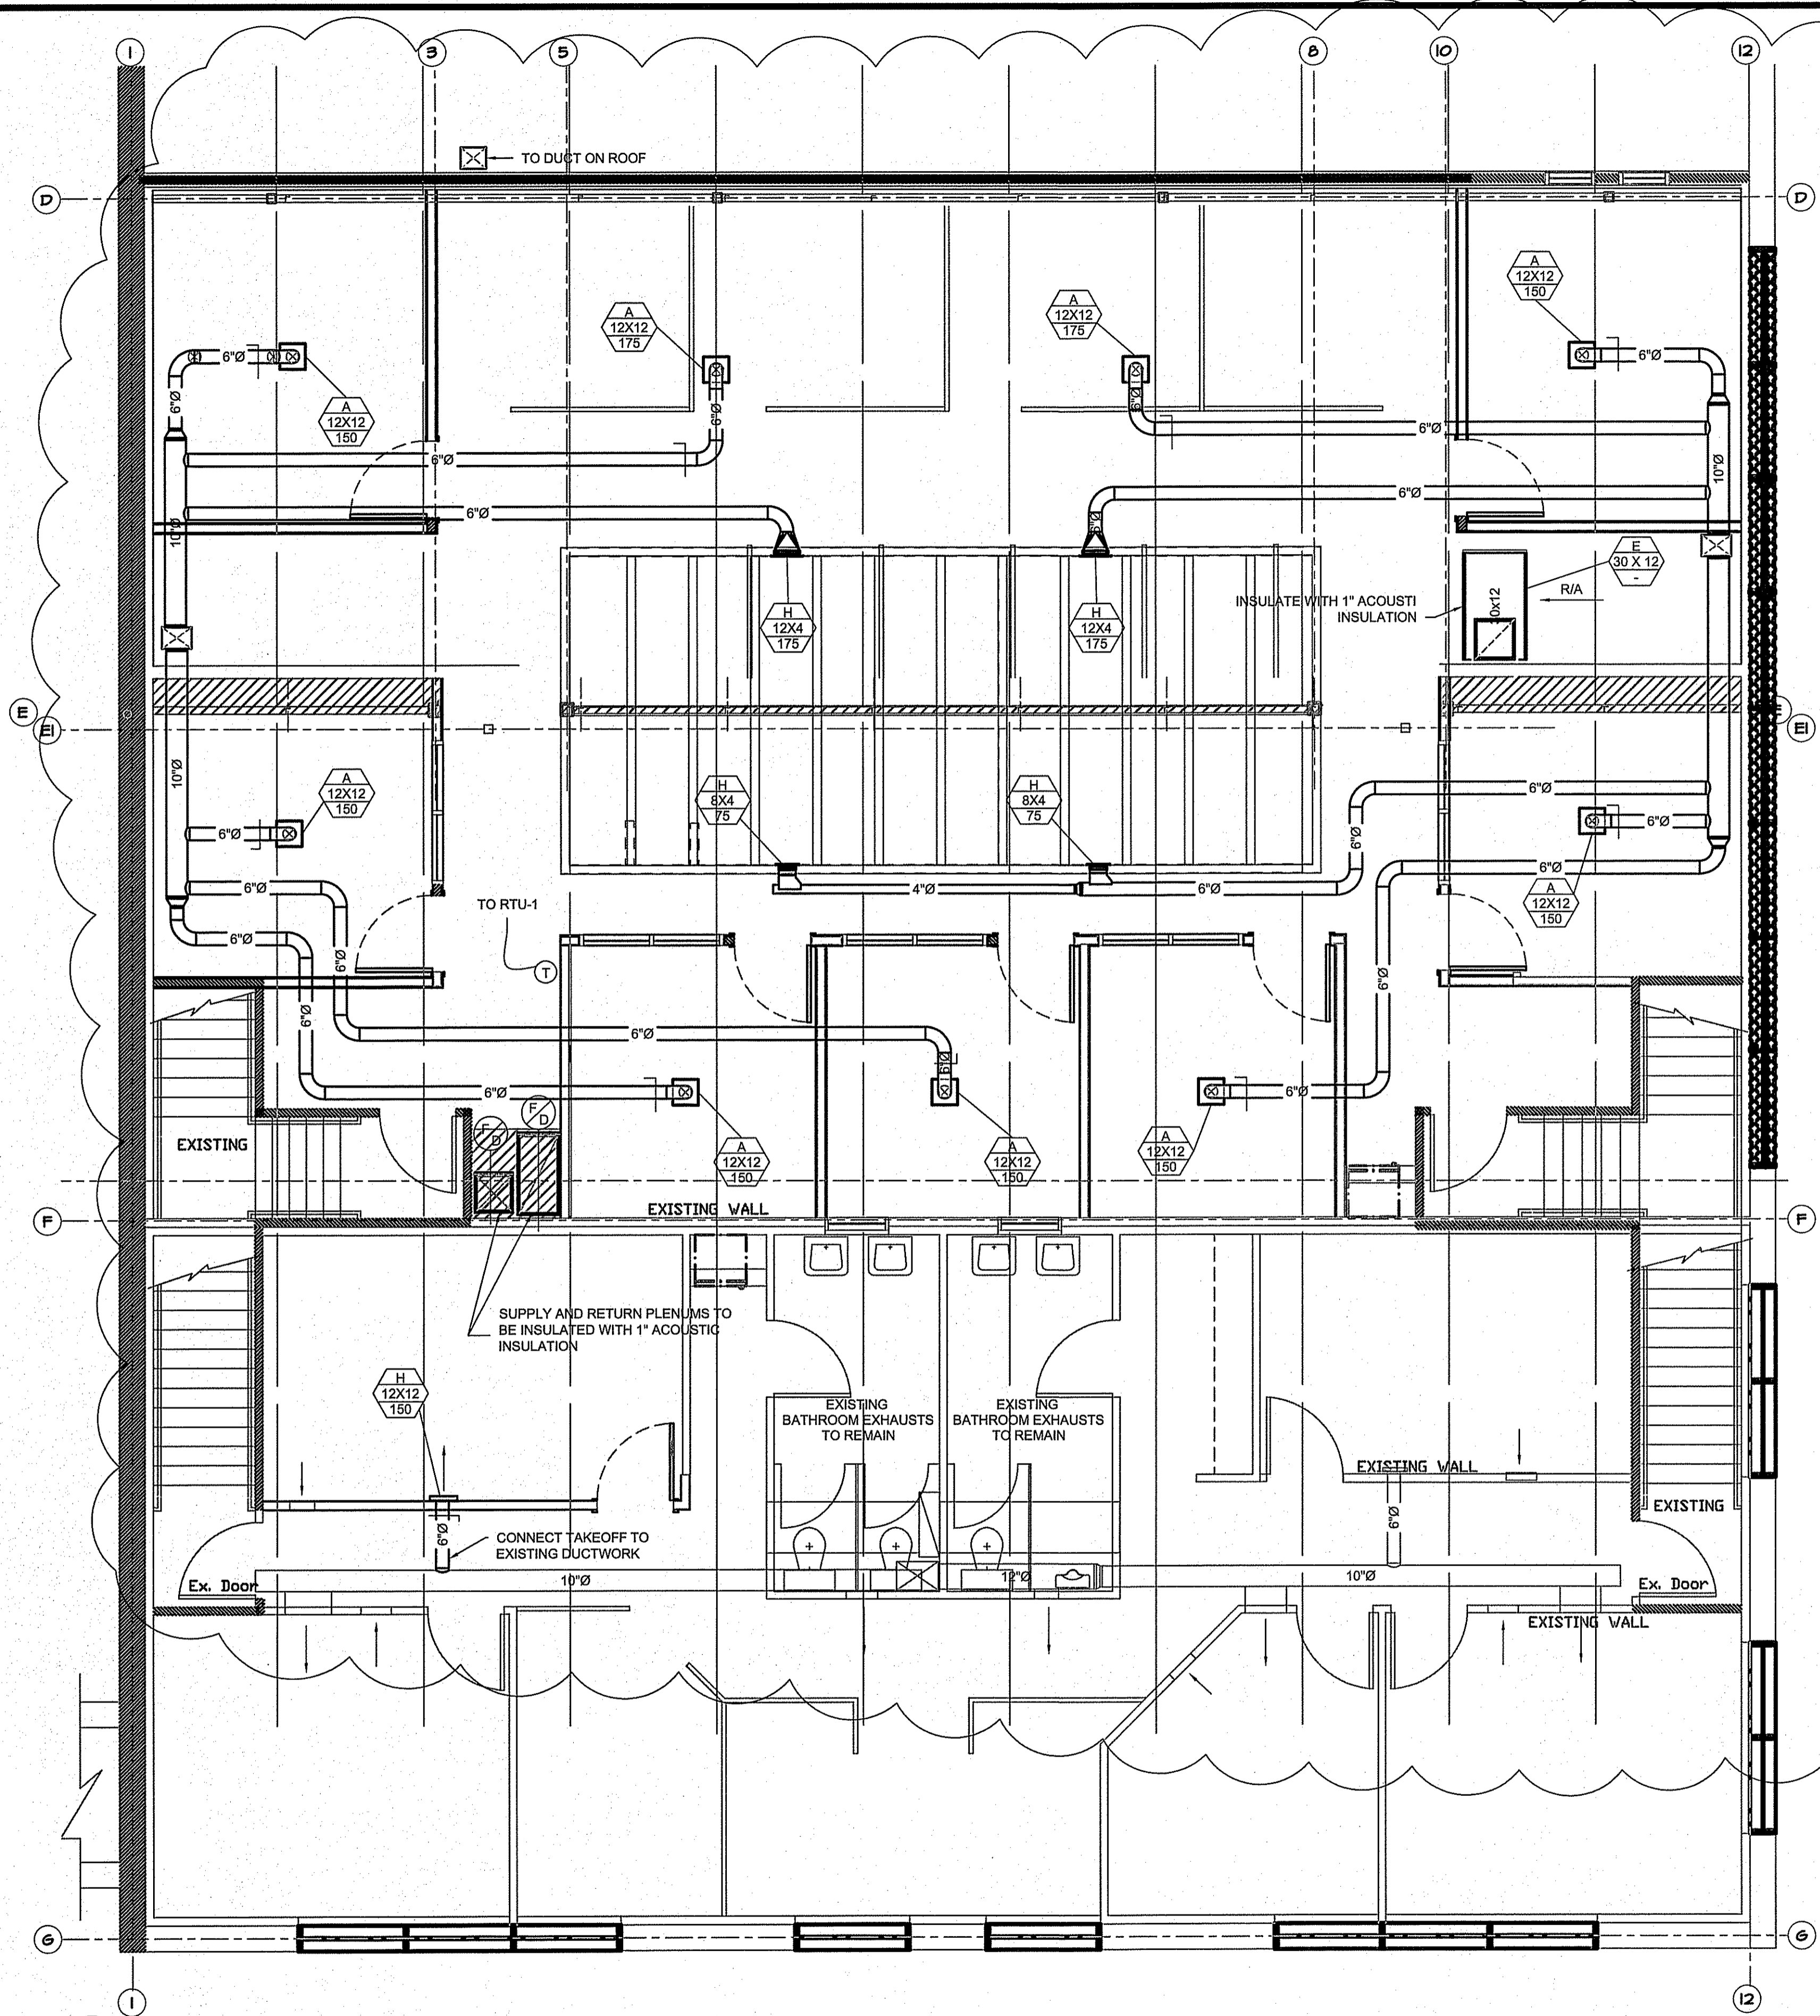 1
3
5
8
10
12
TO DUCT ON ROOF
D
D
A
12X12
150
A
12X12
175
A
12X12
175
6"Ø
6"Ø
6"Ø
A
12X12
150
6"Ø
6"Ø
6"Ø
6"Ø
6"Ø
10"Ø
6"Ø
6"Ø
10"Ø
6"Ø
E
30 X 12
-
R/A
INSULATE WITH 1" ACOUSTI
INSULATION
H
12X4
175
H
12X4
175
E
E1
E1
10"Ø
A
12X12
150
H
8X4
75
H
8X4
75
6"Ø
6"Ø
6"Ø
6"Ø
6"Ø
6"Ø
4"Ø
6"Ø
A
12X12
150
TO RTU-1
T
6"Ø
6"Ø
6"Ø
6"Ø
6"Ø
6"Ø
6"Ø
6"Ø
F
D
F
D
EXISTING
A
12X12
150
A
12X12
150
A
12X12
150
EXISTING WALL
F
F
SUPPLY AND RETURN PLENUMS TO
BE INSULATED WITH 1" ACOUSTIC
INSULATION
H
12X12
150
EXISTING
BATHROOM EXHAUSTS
TO REMAIN
EXISTING
BATHROOM EXHAUSTS
TO REMAIN
EXISTING WALL
EXISTING
6"Ø
CONNECT TAKEOFF TO
EXISTING DUCTWORK
6"Ø
10"Ø
12"Ø
10"Ø
Ex. Door
Ex. Door
EXISTING WALL
G
G
1
12